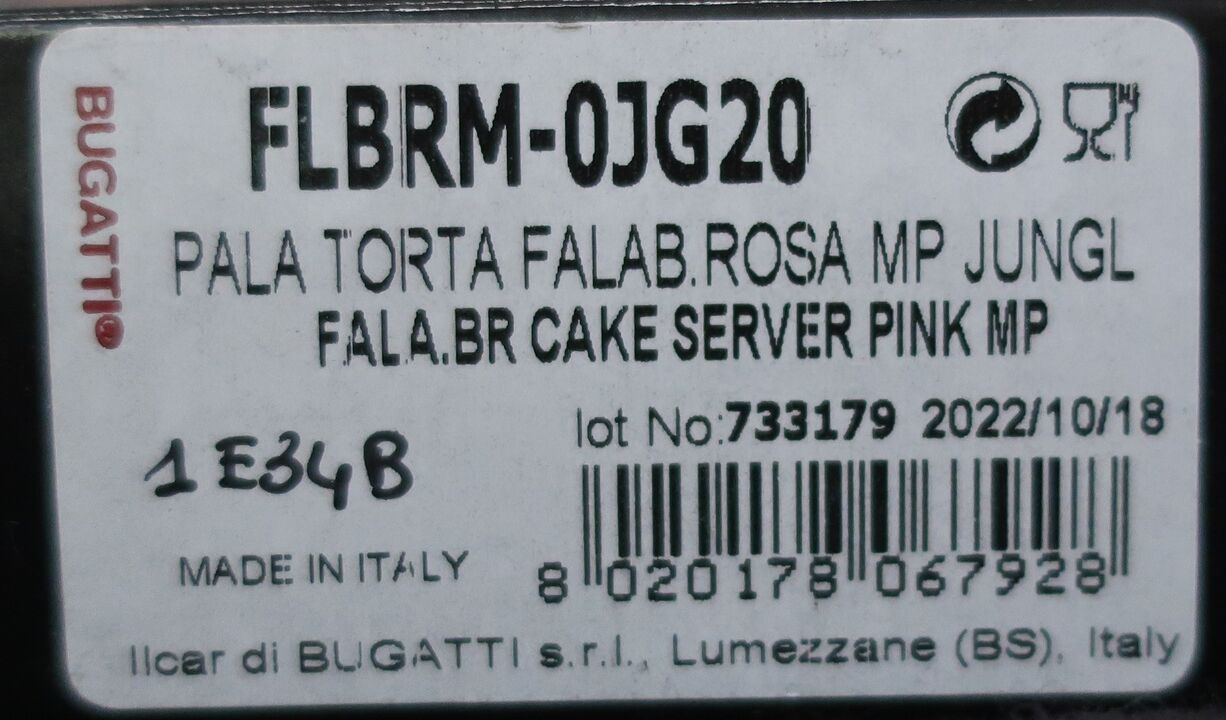 BUGATTI
FLBRM-0JG20
PALA TORTA FALAB.ROSA MP JUNGL
FALA.BR CAKE SERVER PINK MP
lot No:733179 2022/10/18
1E34B
MADE IN ITALY
8 020178 067928
Ilcar di BUGATTI s.r.l., Lumezzane (BS), Italy